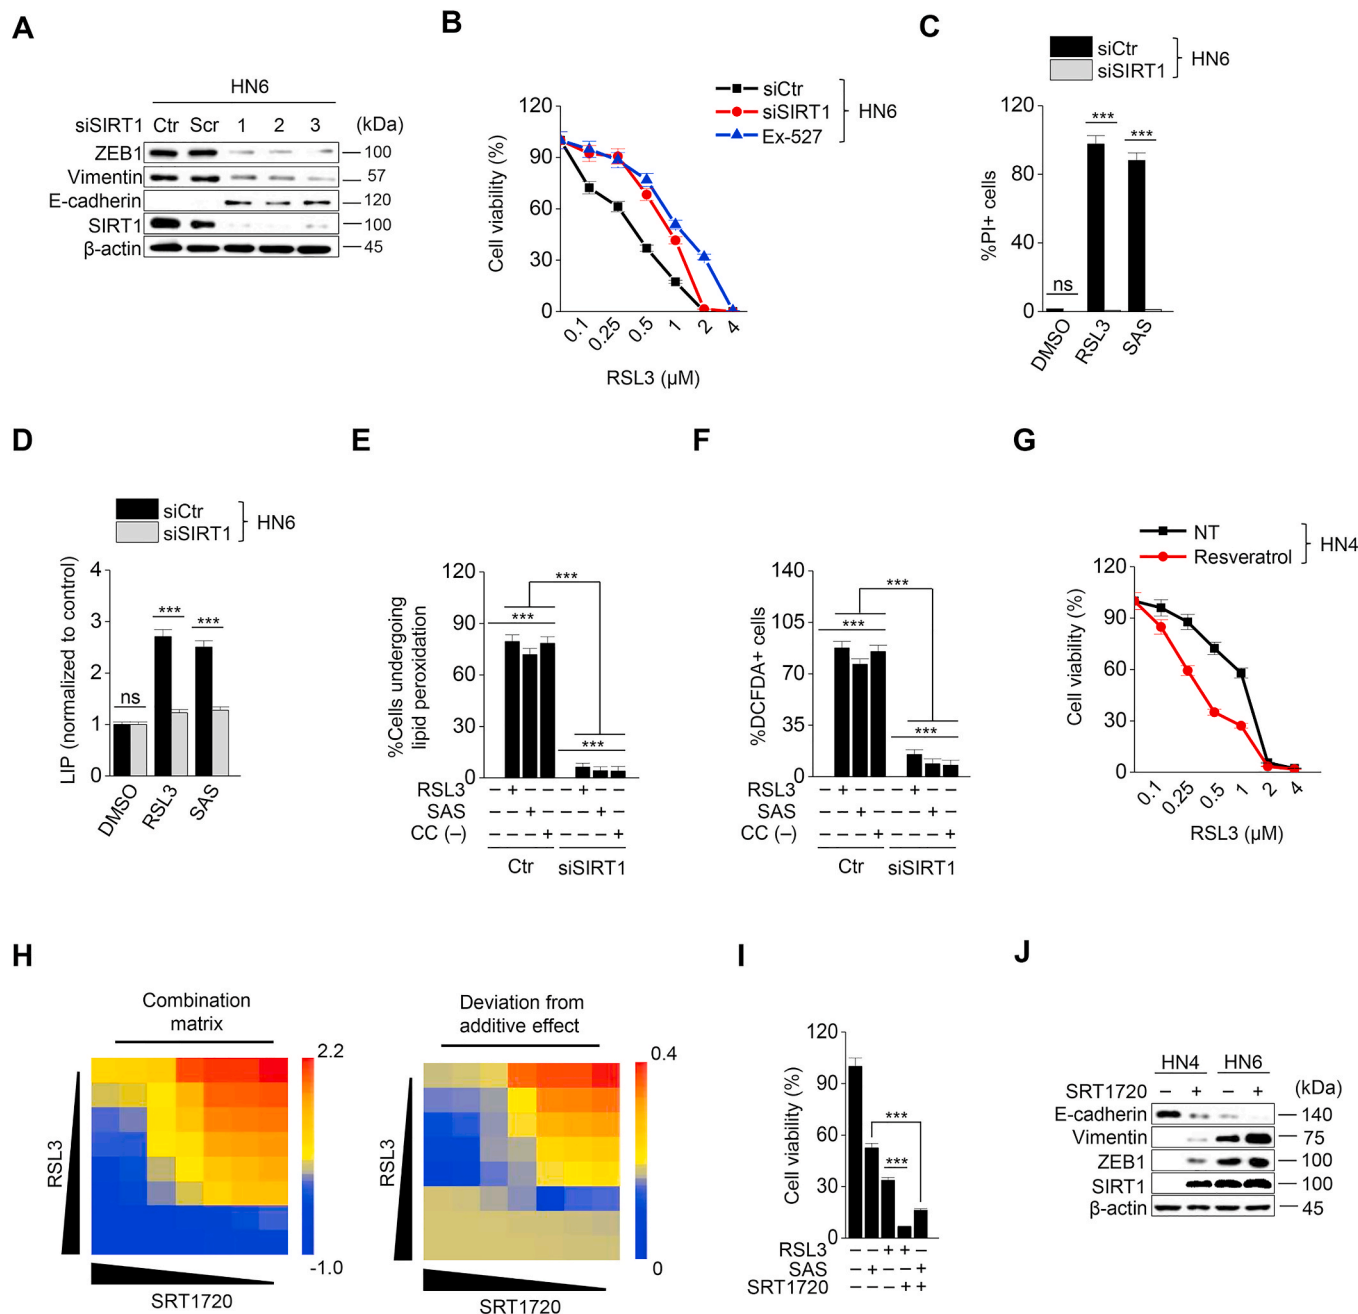 A
HN6
siSIRT1 Ctr Scr 1 2 3 (kDa)
ZEB1 100
Vimentin 57
E-cadherin 120
SIRT1 100
β-actin 45
B
siCtr
siSIRT1
Ex-527
HN6
Cell viability (%)
120
90
60
30
0
0.1 0.25 0.5 1 2 4
RSL3 (µM)
C
siCtr
siSIRT1
HN6
%PI+ cells
120
80
40
0
ns *** ***
DMSO RSL3 SAS
D
siCtr
siSIRT1
HN6
LIP (normalized to control)
4
3
2
1
0
ns *** ***
DMSO RSL3 SAS
E
%Cells undergoing
lipid peroxidation
120
90
60
30
0
***
***
***
RSL3 – + – – – + – –
SAS – – + – – – + –
CC (–) – – – + – – – +
Ctr siSIRT1
F
%DCFDA+ cells
140
105
70
35
0
***
***
***
RSL3 – + – – – + – –
SAS – – + – – – + –
CC (–) – – – + – – – +
Ctr siSIRT1
G
NT
Resveratrol
HN4
Cell viability (%)
120
90
60
30
0
0.1 0.25 0.5 1 2 4
RSL3 (µM)
H
Combination
matrix
2.2
-1.0
RSL3
SRT1720
Deviation from
additive effect
0.4
0
RSL3
SRT1720
I
Cell viability (%)
120
90
60
30
0
***
***
RSL3 – – + + –
SAS – + – – +
SRT1720 – – – + +
J
HN4 HN6
SRT1720 – + – + (kDa)
E-cadherin 140
Vimentin 75
ZEB1 100
SIRT1 100
β-actin 45